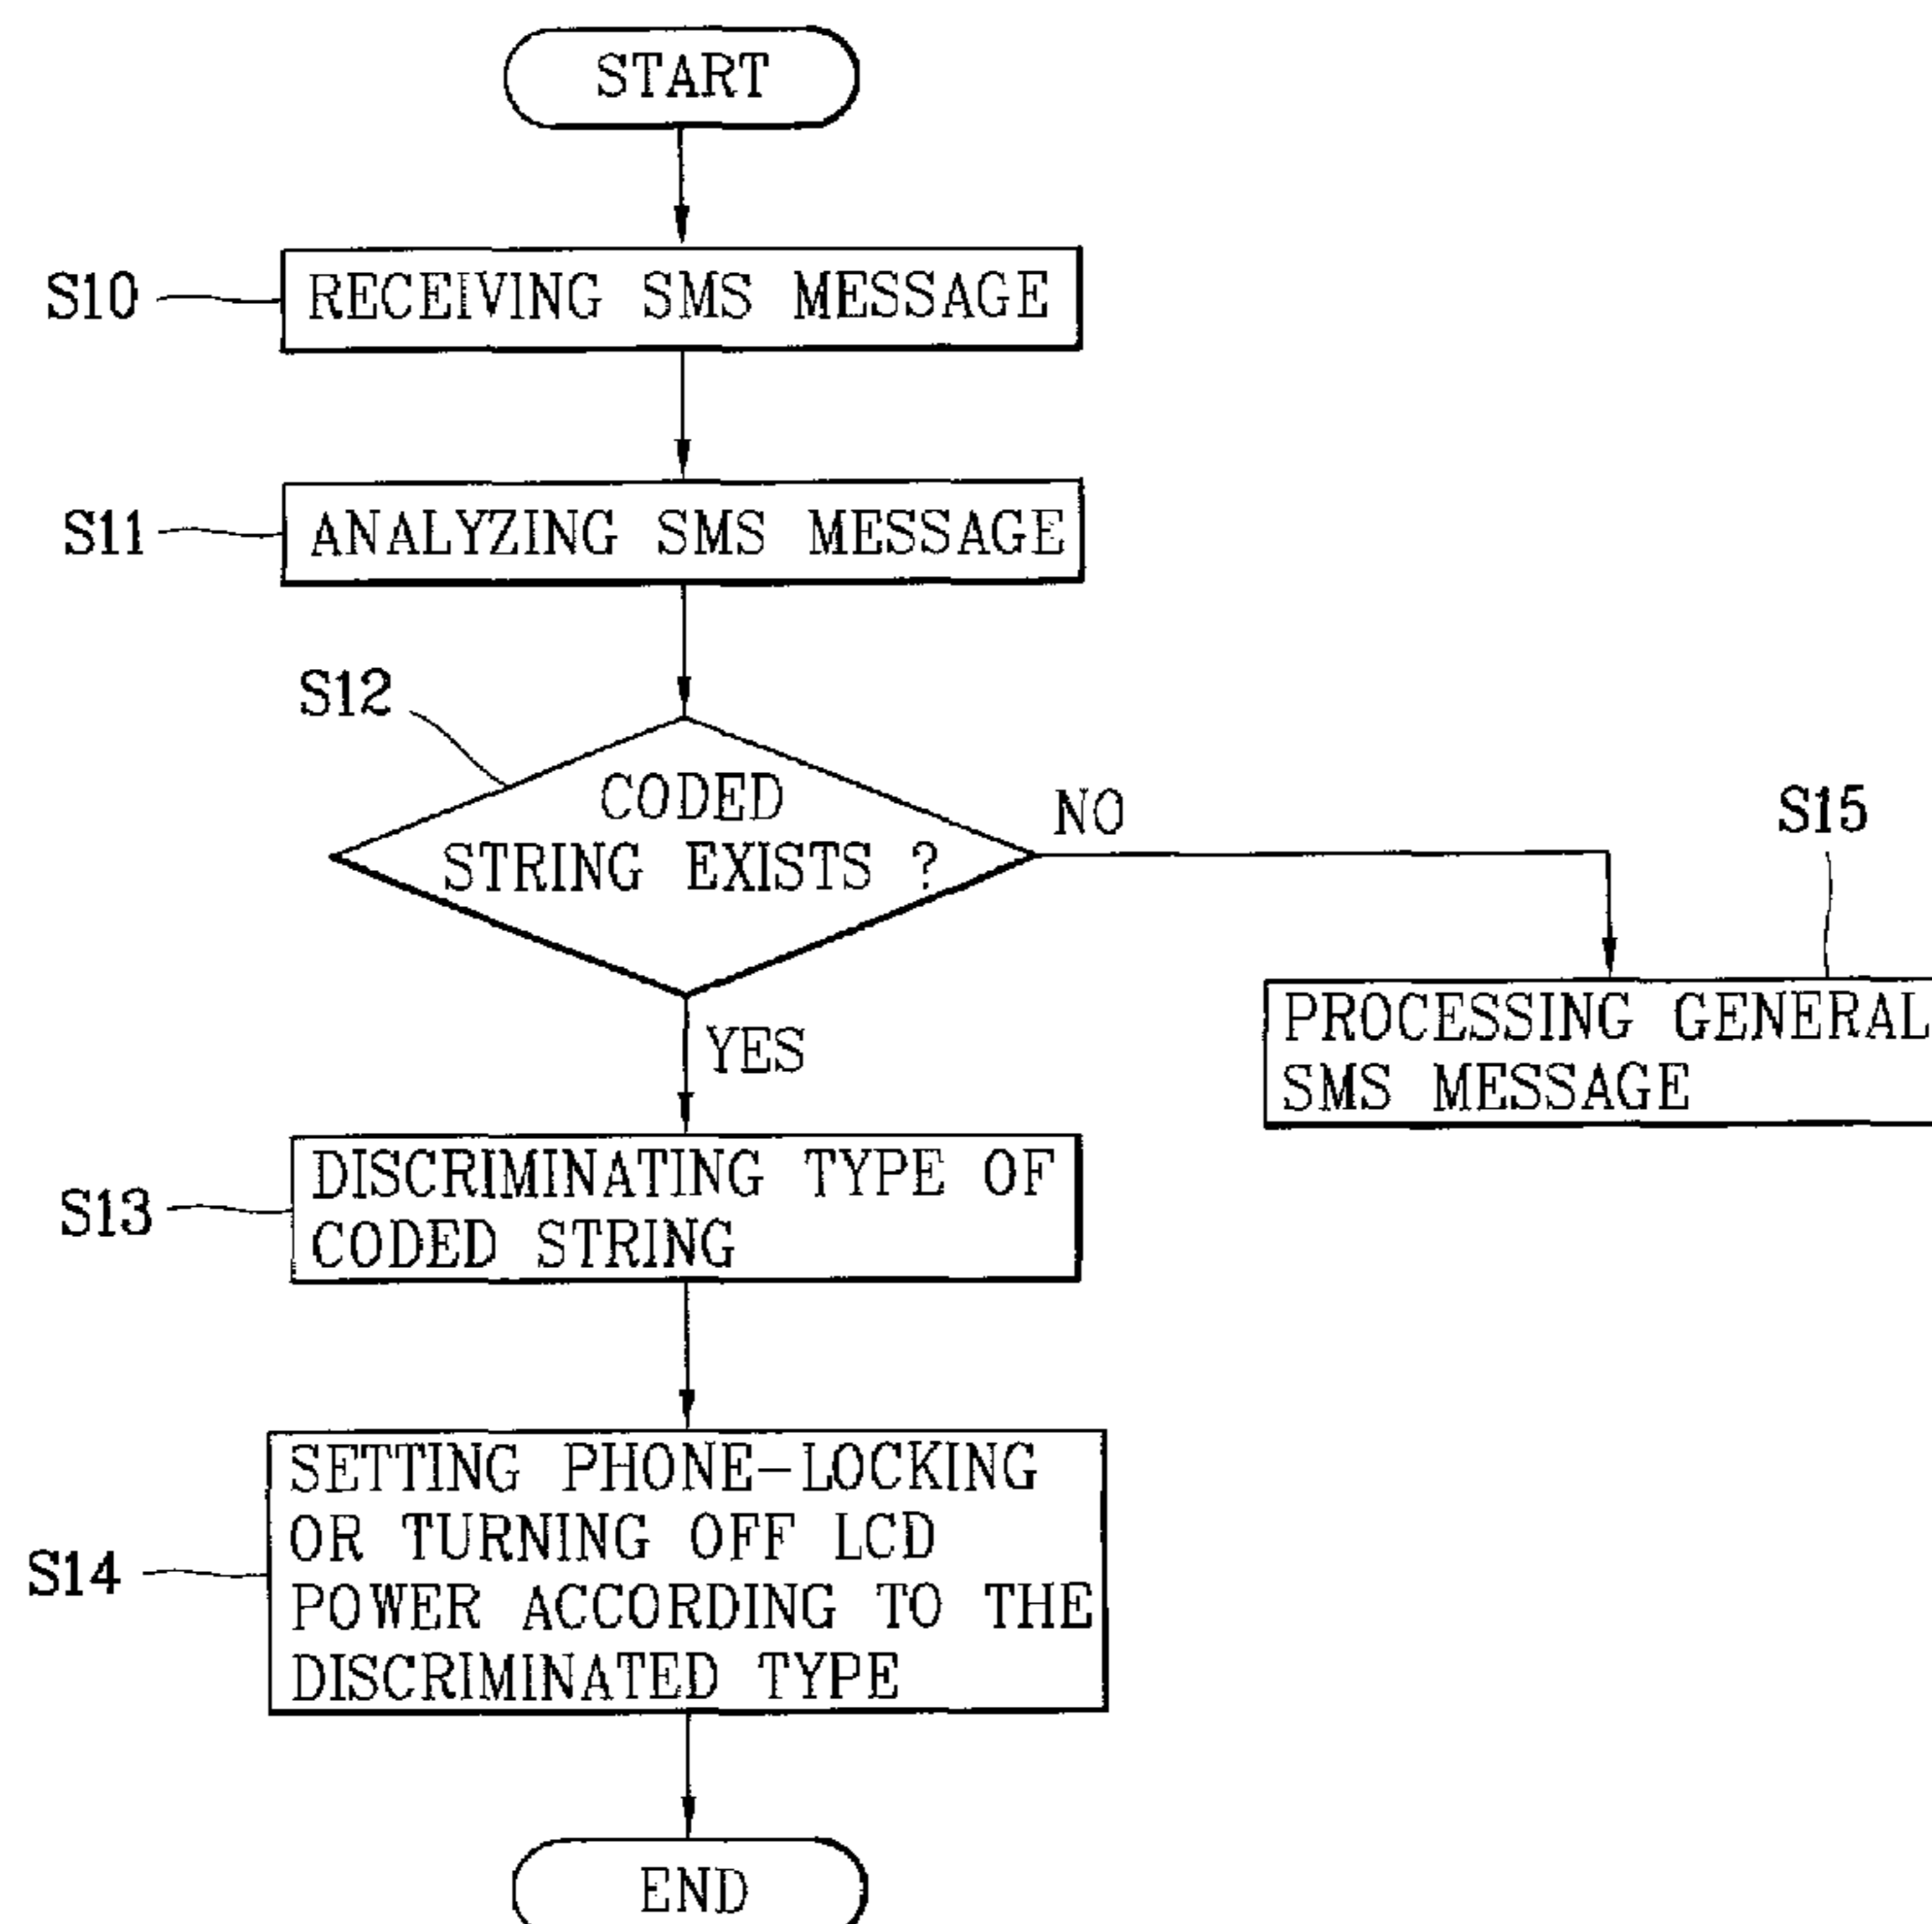 START
S10
RECEIVING SMS MESSAGE
S11
ANALYZING SMS MESSAGE
S12
CODED
STRING EXISTS ?
NO
S15
PROCESSING GENERAL
SMS MESSAGE
YES
S13
DISCRIMINATING TYPE OF
CODED STRING
S14
SETTING PHONE-LOCKING
OR TURNING OFF LCD
POWER ACCORDING TO THE
DISCRIMINATED TYPE
END